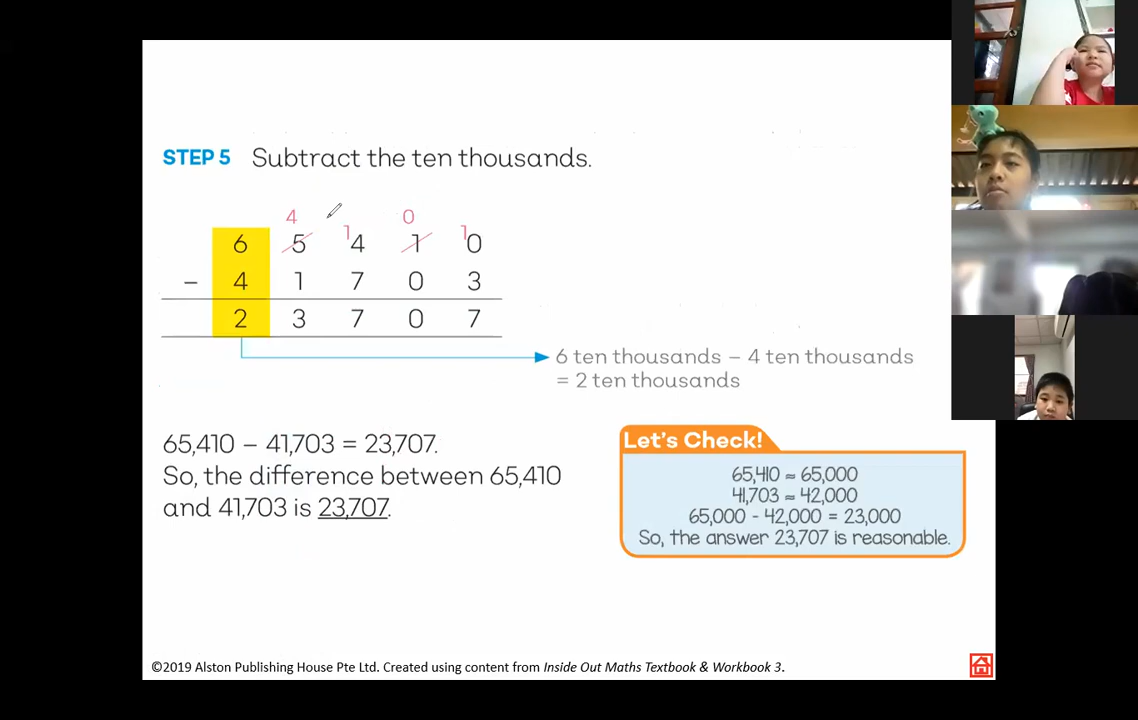 STEP 5 Subtract the ten thousands.
4 0
6 5 14 1 10
– 4 1 7 0 3
2 3 7 0 7
6 ten thousands – 4 ten thousands
= 2 ten thousands
65,410 – 41,703 = 23,707.
So, the difference between 65,410
and 41,703 is 23,707.
Let's Check!
65,410 ≈ 65,000
41,703 ≈ 42,000
65,000 - 42,000 = 23,000
So, the answer 23,707 is reasonable.
©2019 Alston Publishing House Pte Ltd. Created using content from Inside Out Maths Textbook & Workbook 3.